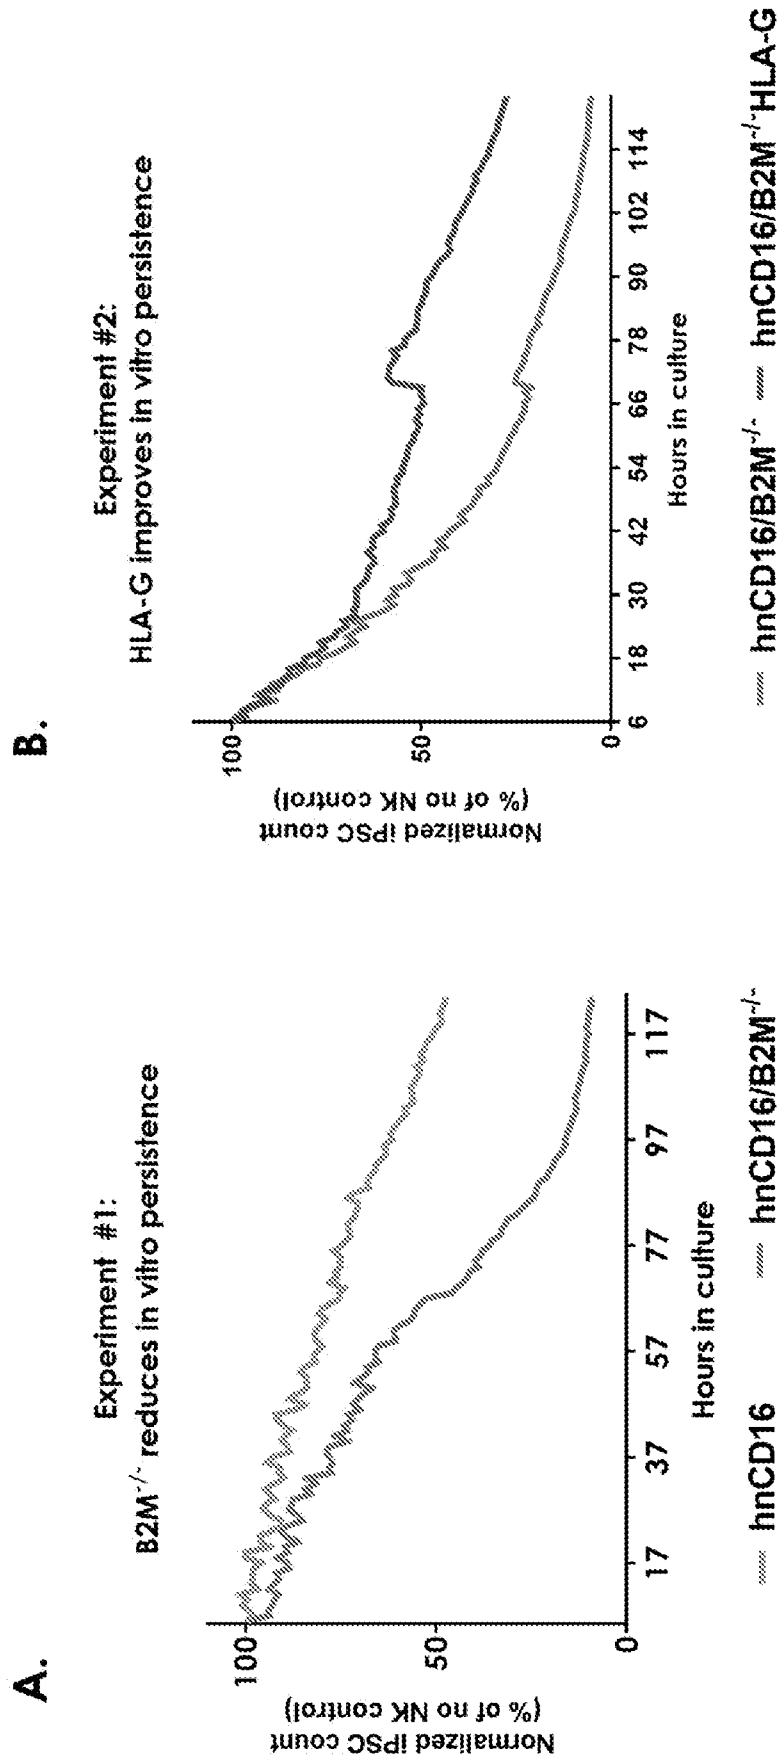 A.
Experiment #1:
B2M-/- reduces in vitro persistence
Normalized iPSC count
(% of no NK control)
100
50
0
17
37
57
77
97
117
Hours in culture
hnCD16
hnCD16/B2M-/-
B.
Experiment #2:
HLA-G improves in vitro persistence
Normalized iPSC count
(% of no NK control)
100
50
0
6
18
30
42
54
66
78
90
102
114
Hours in culture
hnCD16/B2M-/-
hnCD16/B2M-/-HLA-G